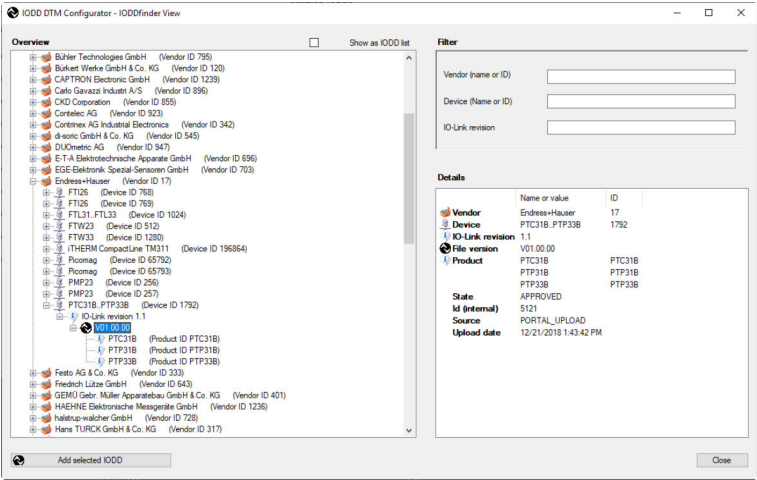 IODD DTM Configurator - IODDfinder View
Overview
Show as IODD list
Bühler Technologies GmbH (Vendor ID 795)
Bürkert Werke GmbH & Co. KG (Vendor ID 120)
CAPTRON Electronic GmbH (Vendor ID 1239)
Carlo Gavazzi Industri A/S (Vendor ID 896)
CKD Corporation (Vendor ID 855)
Contelec AG (Vendor ID 923)
Contrinex AG Industrial Electronics (Vendor ID 342)
di-soric GmbH & Co. KG (Vendor ID 545)
DUOmetric AG (Vendor ID 947)
E-T-A Elektrotechnische Apparate GmbH (Vendor ID 696)
EGE-Elektronik Spezial-Sensoren GmbH (Vendor ID 703)
Endress+Hauser (Vendor ID 17)
FTI26 (Device ID 768)
FTI26 (Device ID 769)
FTL31..FTL33 (Device ID 1024)
FTW23 (Device ID 512)
FTW33 (Device ID 1280)
iTHERM CompactLine TM311 (Device ID 196864)
Picomag (Device ID 65792)
Picomag (Device ID 65793)
PMP23 (Device ID 256)
PMP23 (Device ID 257)
PTC31B..PTP33B (Device ID 1792)
IO-Link revision 1.1
V01.00.00
PTC31B (Product ID PTC31B)
PTP31B (Product ID PTP31B)
PTP33B (Product ID PTP33B)
Festo AG & Co. KG (Vendor ID 333)
Friedrich Lütze GmbH (Vendor ID 643)
GEMÜ Gebr. Müller Apparatebau GmbH & Co. KG (Vendor ID 401)
HAEHNE Elektronische Messgeräte GmbH (Vendor ID 1236)
halstrup-walcher GmbH (Vendor ID 728)
Hans TURCK GmbH & Co. KG (Vendor ID 317)
Add selected IODD
Filter
Vendor (name or ID)
Device (Name or ID)
IO-Link revision
Details
Name or value ID
Vendor Endress+Hauser 17
Device PTC31B..PTP33B 1792
IO-Link revision 1.1
File version V01.00.00
Product PTC31B PTC31B
PTP31B PTP31B
PTP33B PTP33B
State APPROVED
Id (internal) 5121
Source PORTAL_UPLOAD
Upload date 12/21/2018 1:43:42 PM
Close